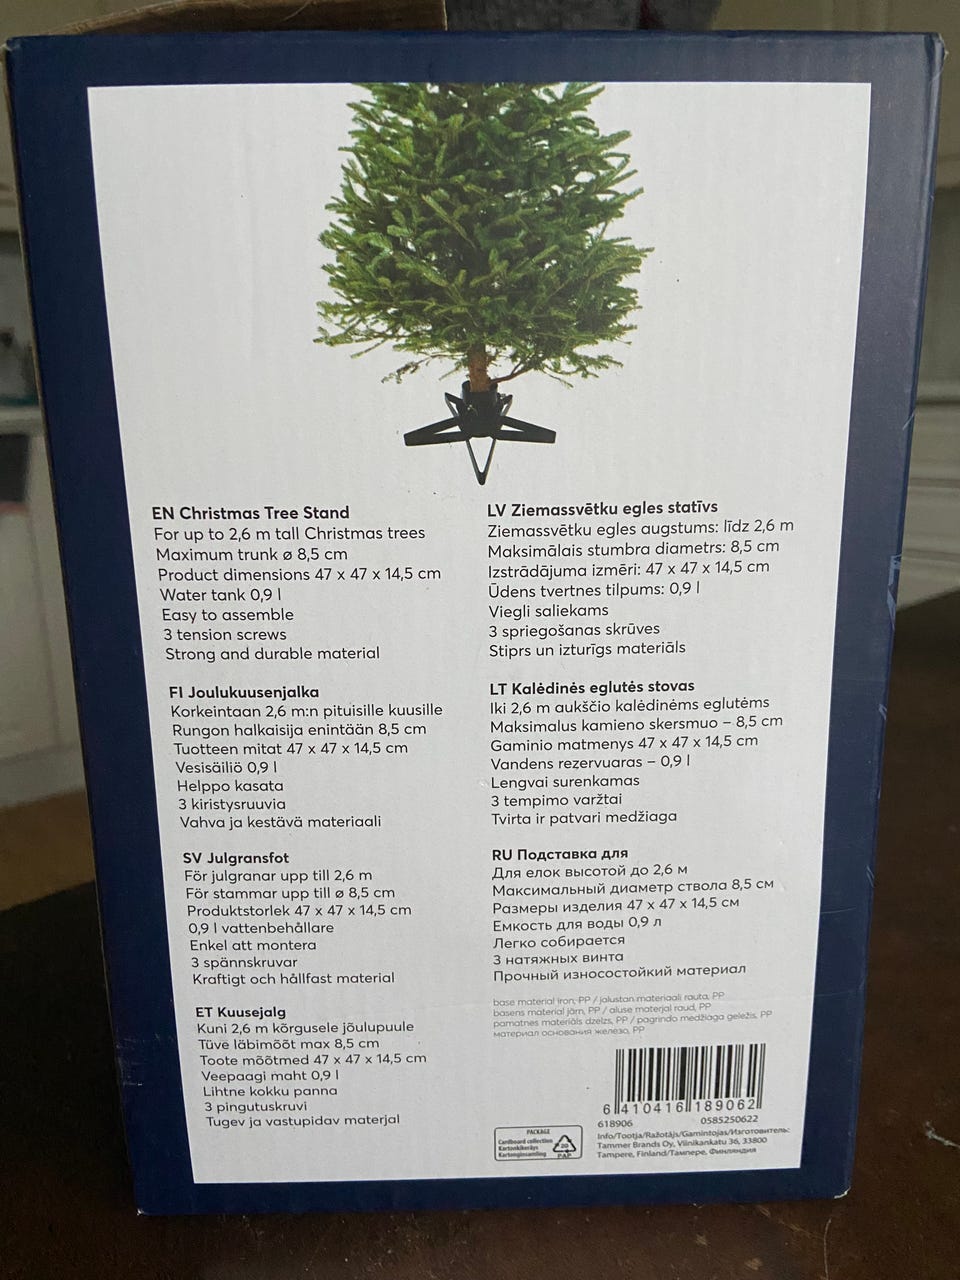 EN Christmas Tree Stand
For up to 2,6 m tall Christmas trees
Maximum trunk ø 8,5 cm
Product dimensions 47 x 47 x 14,5 cm
Water tank 0,9 l
Easy to assemble
3 tension screws
Strong and durable material
FI Joulukuusenjalka
Korkeintaan 2,6 m:n pituisille kuusille
Rungon halkaisija enintään 8,5 cm
Tuotteen mitat 47 x 47 x 14,5 cm
Vesisäiliö 0,9 l
Helppo kasata
3 kiristysruuvia
Vahva ja kestävä materiaali
SV Julgransfot
För julgranar upp till 2,6 m
För stammar upp till ø 8,5 cm
Produktstorlek 47 x 47 x 14,5 cm
0,9 l vattenbehållare
Enkel att montera
3 spännskruvar
Kraftigt och hållfast material
ET Kuusejalg
Kuni 2,6 m kõrgusele jõulupuule
Tüve läbimõõt max 8,5 cm
Toote mõõtmed 47 x 47 x 14,5 cm
Veepaagi maht 0,9 l
Lihtne kokku panna
3 pingutuskruvi
Tugev ja vastupidav materjal
LV Ziemassvētku egles statīvs
Ziemassvētku egles augstums: līdz 2,6 m
Maksimālais stumbra diametrs: 8,5 cm
Izstrādājuma izmēri: 47 x 47 x 14,5 cm
Ūdens tvertnes tilpums: 0,9 l
Viegli saliekams
3 spriegošanas skrūves
Stiprs un izturīgs materiāls
LT Kalėdinės eglutės stovas
Iki 2,6 m aukščio kalėdinėms eglutėms
Maksimalus kamieno skersmuo – 8,5 cm
Gaminio matmenys 47 x 47 x 14,5 cm
Vandens rezervuaras – 0,9 l
Lengvai surenkamas
3 tempimo varžtai
Tvirta ir patvari medžiaga
RU Подставка для
Для елок высотой до 2,6 м
Максимальный диаметр ствола 8,5 см
Размеры изделия 47 x 47 x 14,5 см
Емкость для воды 0,9 л
Легко собирается
3 натяжных винта
Прочный износостойкий материал
base material iron, PP / jalustan materiaali rauta, PP
basens material järn, PP / aluse materjal raud, PP
pamatnes materiāls dzelzs, PP / pagrindo medžiaga geležis, PP
материал основания железо, PP
6 410416 189062
618906 0585250622
PACKAGE
Cardboard collection
Kartonkikeräys
Kartonginsamling
20
PAP
Info/Tootja/Ražotājs/Gamintojas/Изготовитель:
Tammer Brands Oy, Viinikankatu 36, 33800
Tampere, Finland/Тампере, Финляндия